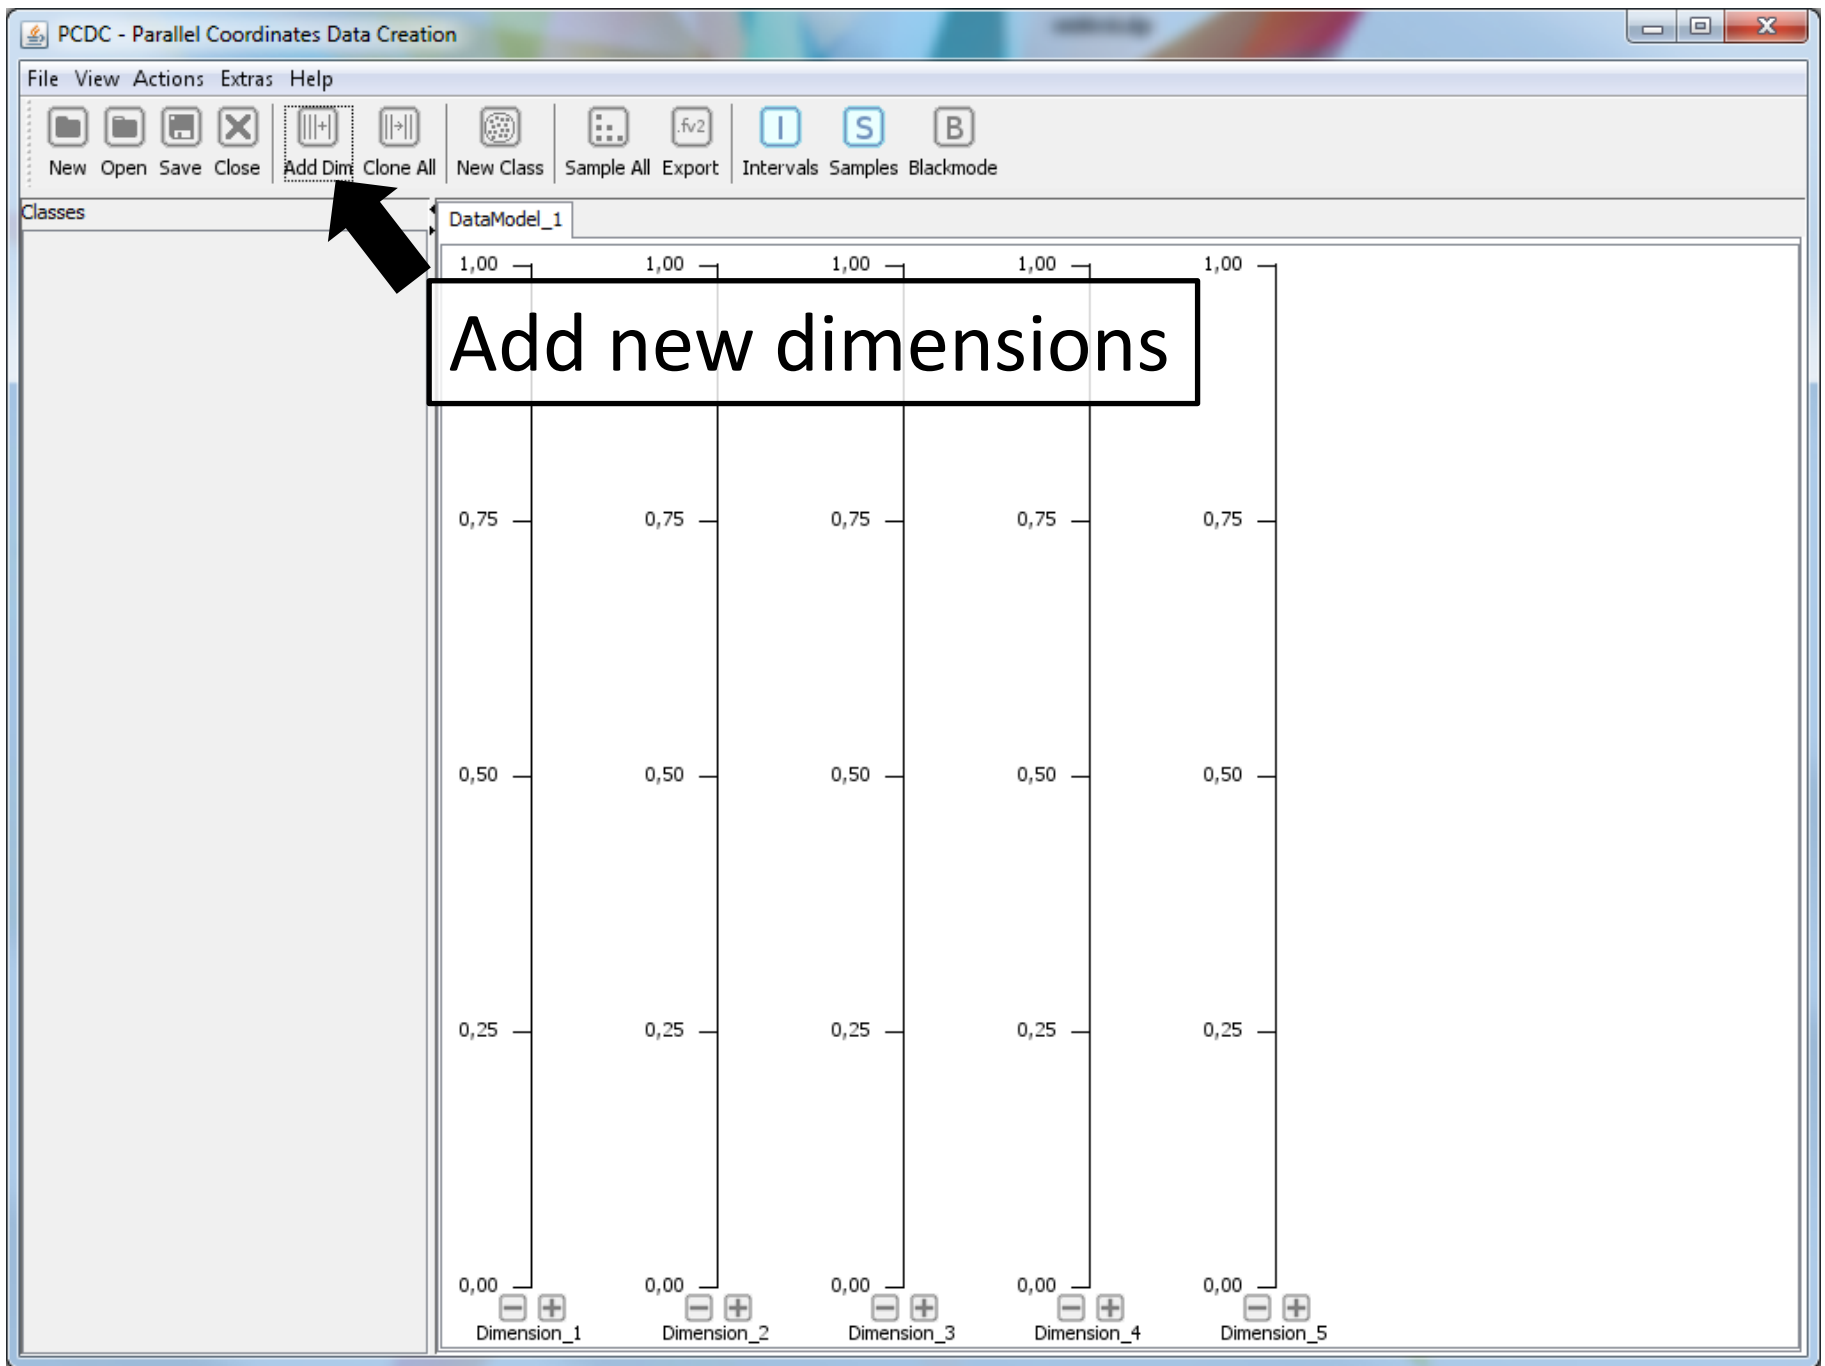 PCDC - Parallel Coordinates Data Creation
File View Actions Extras Help
.fv2 I S B
New Open Save Close Add Dim Clone All New Class Sample All Export Intervals Samples Blackmode
Classes
DataModel_1
1,00 1,00 1,00 1,00 1,00
Add new dimensions
0,75 0,75 0,75 0,75 0,75
0,50 0,50 0,50 0,50 0,50
0,25 0,25 0,25 0,25 0,25
0,00 0,00 0,00 0,00 0,00
Dimension_1 Dimension_2 Dimension_3 Dimension_4 Dimension_5